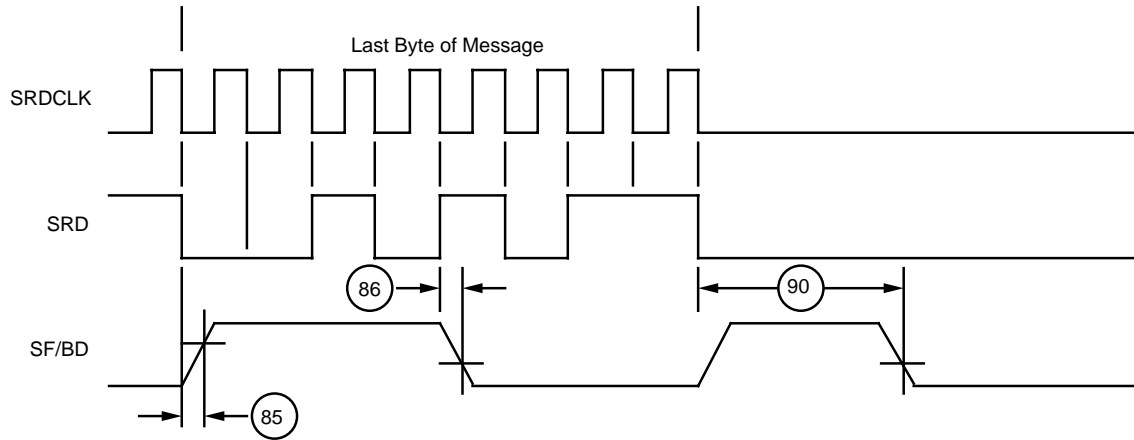 Last Byte of Message
SRDCLK
SRD
86
90
SF/BD
85